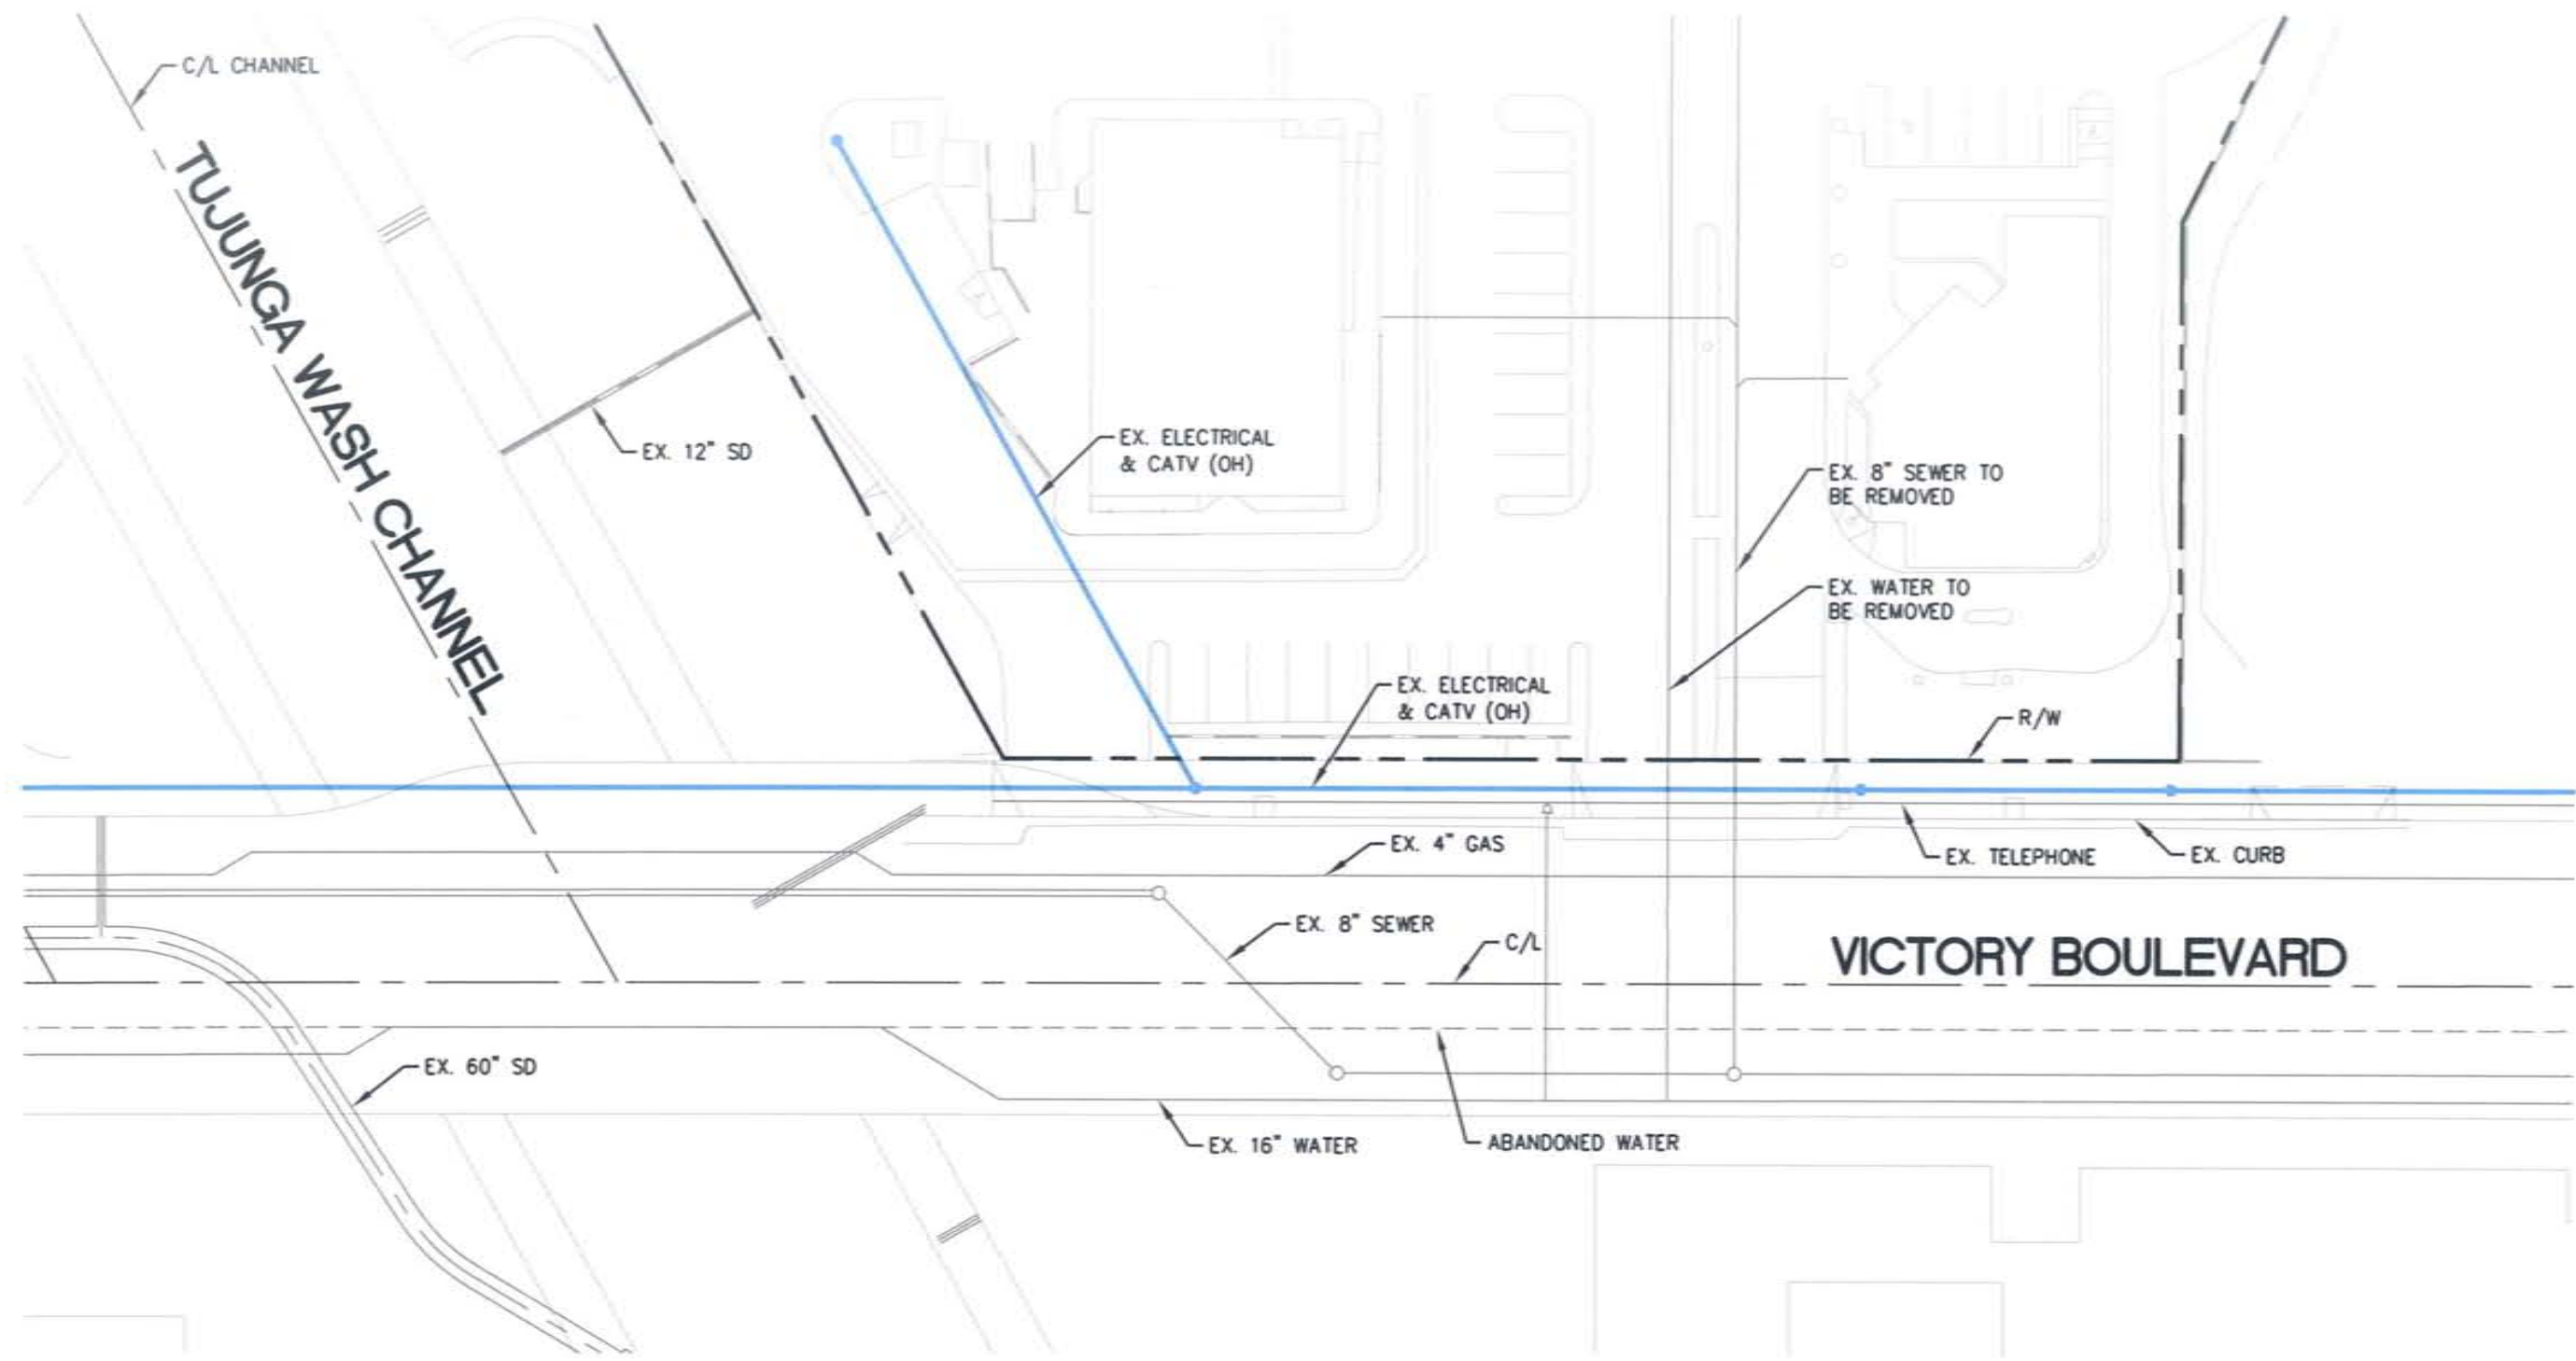 C/L CHANNEL
TUJUNGA WASH CHANNEL
EX. 12" SD
EX. ELECTRICAL
& CATV (OH)
EX. 8" SEWER TO
BE REMOVED
EX. WATER TO
BE REMOVED
EX. ELECTRICAL
& CATV (OH)
R/W
EX. 4" GAS
EX. TELEPHONE
EX. CURB
EX. 8" SEWER
C/L
VICTORY BOULEVARD
EX. 60" SD
EX. 16" WATER
ABANDONED WATER